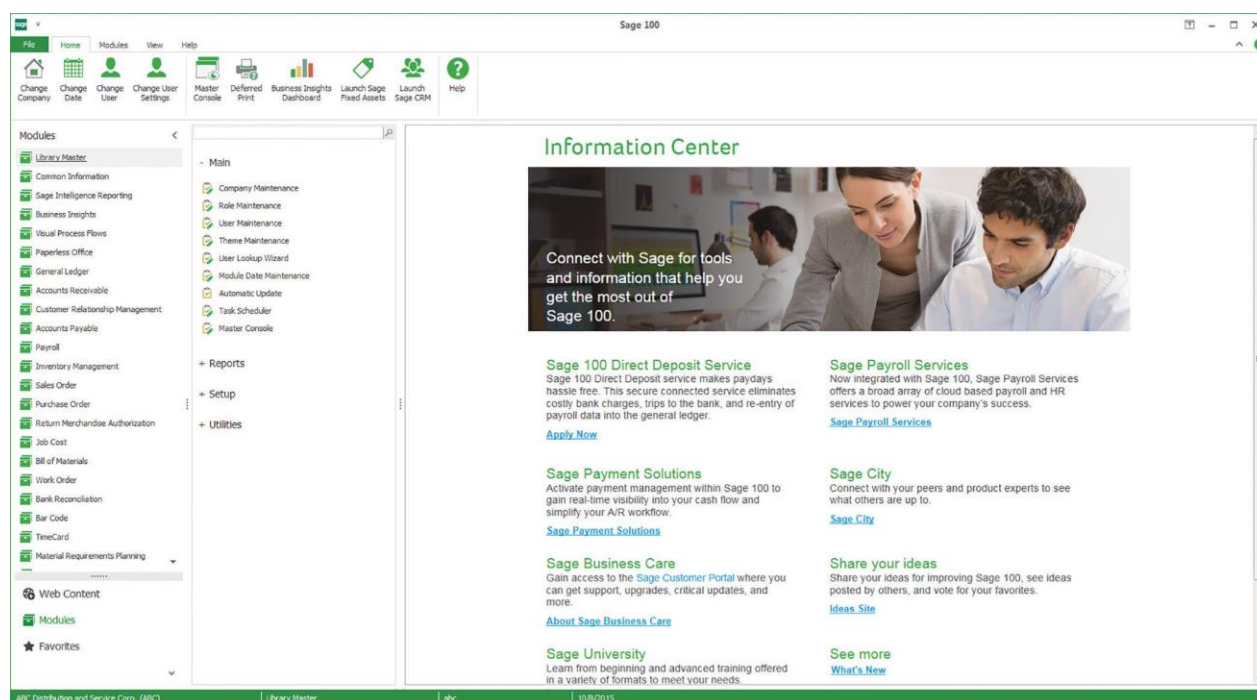 sage
Sage 100
File Home Modules View Help
Change Company
Change Date
Change User
Change User Settings
Master Console
Deferred Print
Business Insights Dashboard
Launch Sage Fixed Assets
Launch Sage CRM
Help
Modules
Library Master
Common Information
Sage Intelligence Reporting
Business Insights
Visual Process Flows
Paperless Office
General Ledger
Accounts Receivable
Customer Relationship Management
Accounts Payable
Payroll
Inventory Management
Sales Order
Purchase Order
Return Merchandise Authorization
Job Cost
Bill of Materials
Work Order
Bank Reconciliation
Bar Code
TimeCard
Material Requirements Planning
Web Content
Modules
Favorites
- Main
Company Maintenance
Role Maintenance
User Maintenance
Theme Maintenance
User Lookup Wizard
Module Date Maintenance
Automatic Update
Task Scheduler
Master Console
+ Reports
+ Setup
+ Utilities
Information Center
Connect with Sage for tools
and information that help you
get the most out of
Sage 100.
Sage 100 Direct Deposit Service
Sage 100 Direct Deposit service makes paydays
hassle free. This secure connected service eliminates
costly bank charges, trips to the bank, and re-entry of
payroll data into the general ledger.
Apply Now
Sage Payroll Services
Now integrated with Sage 100, Sage Payroll Services
offers a broad array of cloud based payroll and HR
services to power your company's success.
Sage Payroll Services
Sage Payment Solutions
Activate payment management within Sage 100 to
gain real-time visibility into your cash flow and
simplify your A/R workflow.
Sage Payment Solutions
Sage City
Connect with your peers and product experts to see
what others are up to.
Sage City
Sage Business Care
Gain access to the Sage Customer Portal where you
can get support, upgrades, critical updates, and
more.
About Sage Business Care
Share your ideas
Share your ideas for improving Sage 100, see ideas
posted by others, and vote for your favorites.
Ideas Site
Sage University
Learn from beginning and advanced training offered
in a variety of formats to meet your needs.
See more
What's New
ABC Distribution and Service Corp. (ABC) Library Master abc 10/8/2015